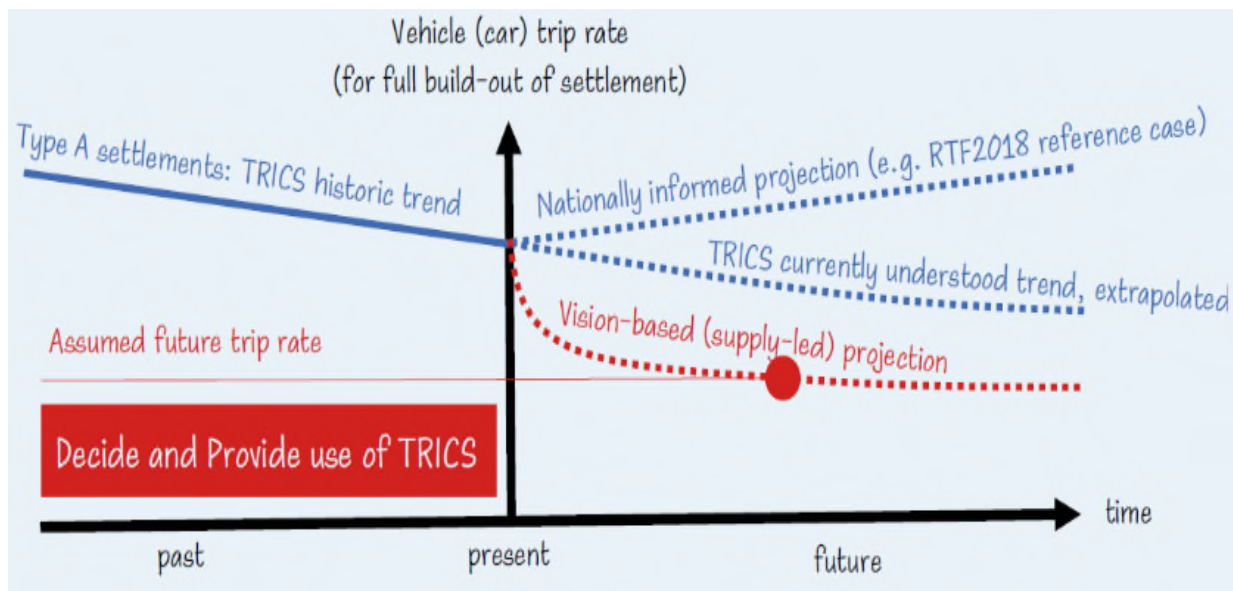 Vehicle (car) trip rate
(for full build-out of settlement)
Type A settlements: TRICS historic trend
Nationally informed projection (e.g. RTF2018 reference case)
TRICS currently understood trend, extrapolated
Vision-based (supply-led) projection
Assumed future trip rate
Decide and Provide use of TRICS
time
past
present
future